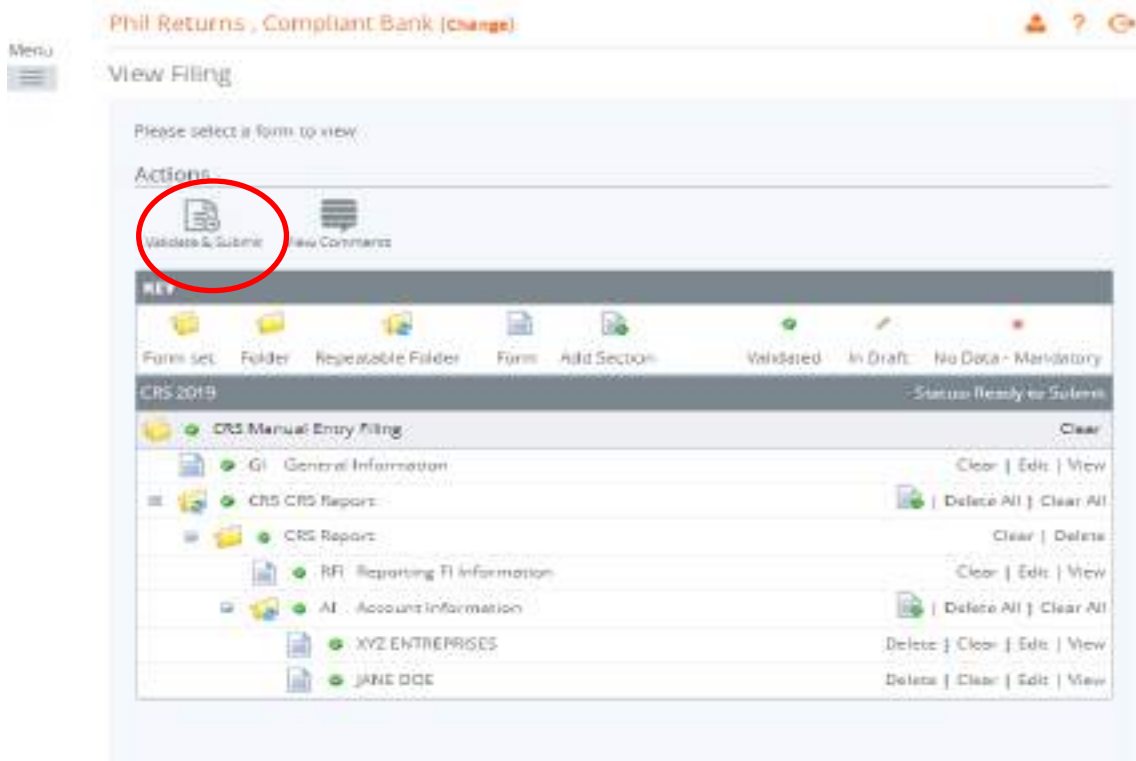 Phil Returns , Compliant Bank (Change)
?
Menu
View Filing
Please select a form to view
Actions
Validate & Submit View Comments
KEY
Form set Folder Repeatable Folder Form Add Section Validated In Draft No Data - Mandatory
CRS 2019 Status: Ready to Submit
CRS Manual Entry Filing Clear
GI General Information Clear | Edit | View
CRS CRS Report | Delete All | Clear All
CRS Report Clear | Delete
RFI Reporting FI Information Clear | Edit | View
AI Account Information | Delete All | Clear All
XYZ ENTREPRISES Delete | Clear | Edit | View
JANE DOE Delete | Clear | Edit | View